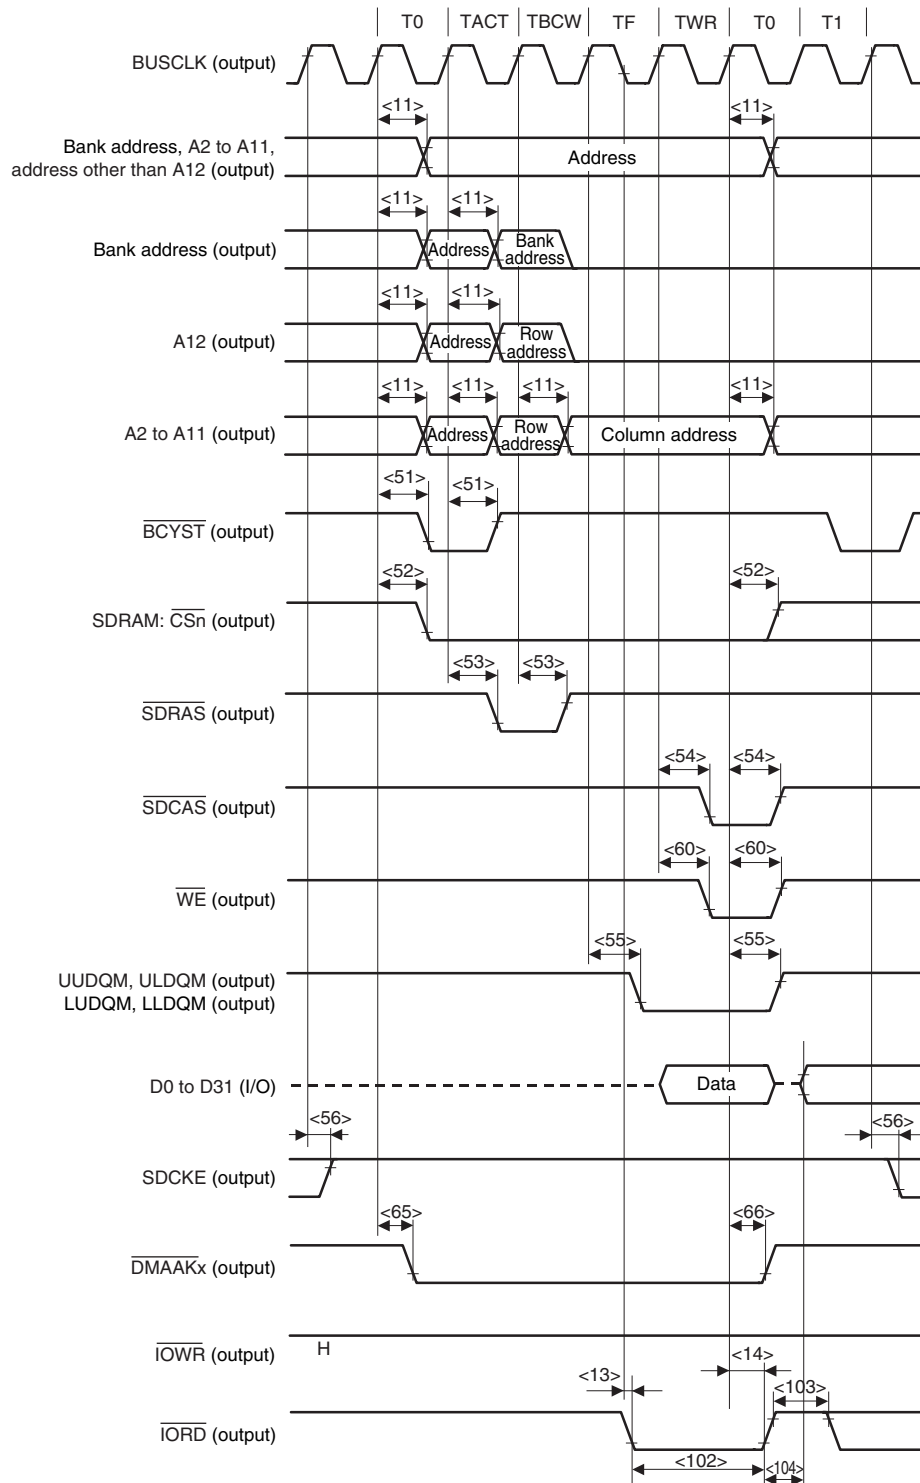 T0 TACT TBCW TF TWR T0 T1
BUSCLK (output)
<11> <11>
Bank address, A2 to A11,
address other than A12 (output)
Address
<11> <11>
Bank address (output)
Address
Bank
address
<11> <11>
A12 (output)
Address
Row
address
<11> <11> <11> <11>
A2 to A11 (output)
Address
Row
address
Column address
<51> <51>
BCYST (output)
<52> <52>
SDRAM: CSn (output)
<53> <53>
SDRAS (output)
<54> <54>
SDCAS (output)
<60> <60>
WE (output)
<55> <55>
UUDQM, ULDQM (output)
LUDQM, LLDQM (output)
D0 to D31 (I/O)
Data
<56> <56>
SDCKE (output)
<65> <66>
DMAAKx (output)
IOWR (output)
H
<13> <14> <103>
IORD (output)
<102> <104>